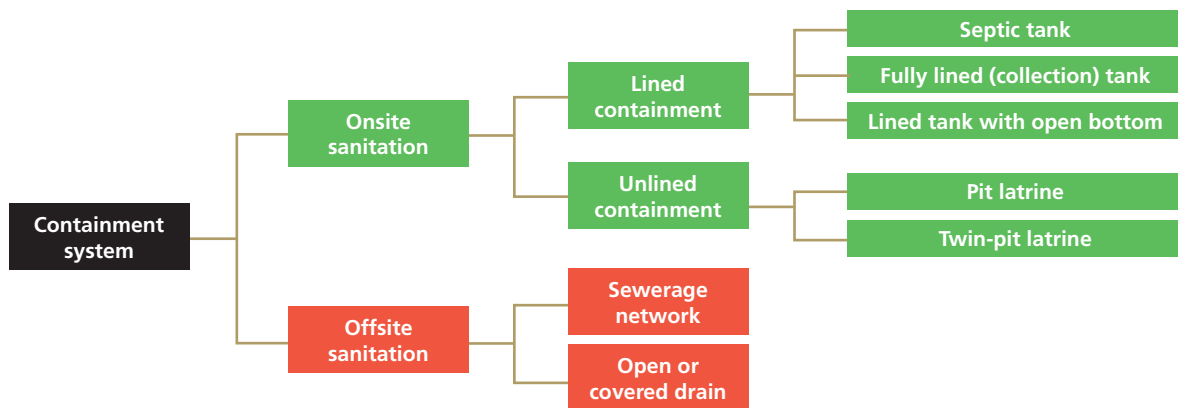 Containment
system
Onsite
sanitation
Lined
containment
Septic tank
Fully lined (collection) tank
Lined tank with open bottom
Unlined
containment
Pit latrine
Twin-pit latrine
Offsite
sanitation
Sewerage
network
Open or
covered drain